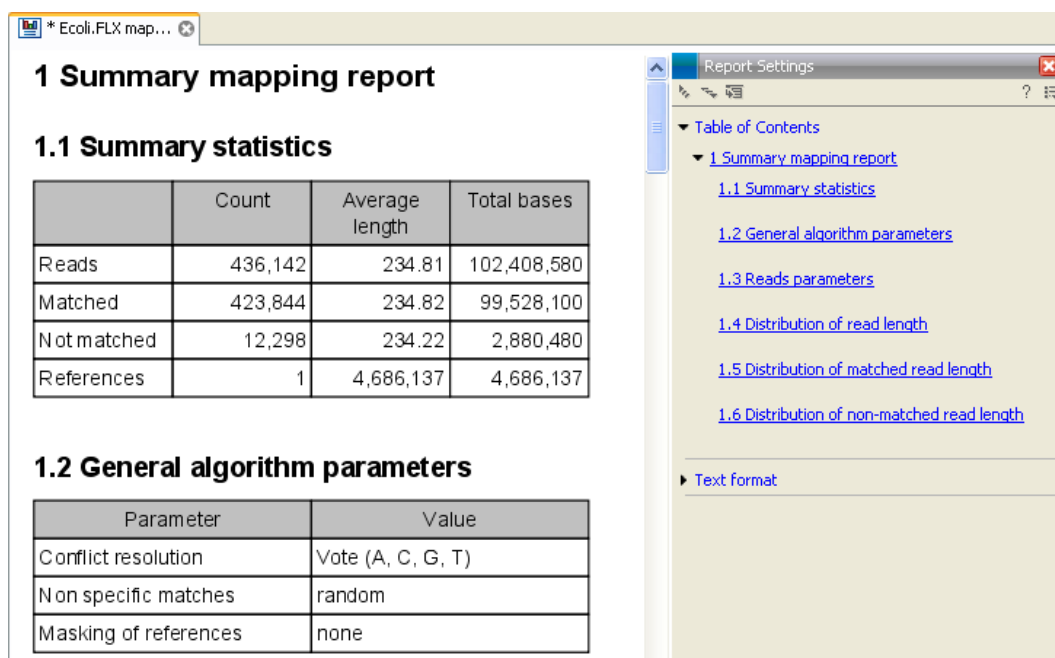 * Ecoli.FLX map...
1 Summary mapping report
1.1 Summary statistics
Count Average length Total bases
Reads 436,142 234.81 102,408,580
Matched 423,844 234.82 99,528,100
Not matched 12,298 234.22 2,880,480
References 1 4,686,137 4,686,137
1.2 General algorithm parameters
Parameter Value
Conflict resolution Vote (A, C, G, T)
Non specific matches random
Masking of references none
Report Settings
?
Table of Contents
1 Summary mapping report
1.1 Summary statistics
1.2 General algorithm parameters
1.3 Reads parameters
1.4 Distribution of read length
1.5 Distribution of matched read length
1.6 Distribution of non-matched read length
Text format